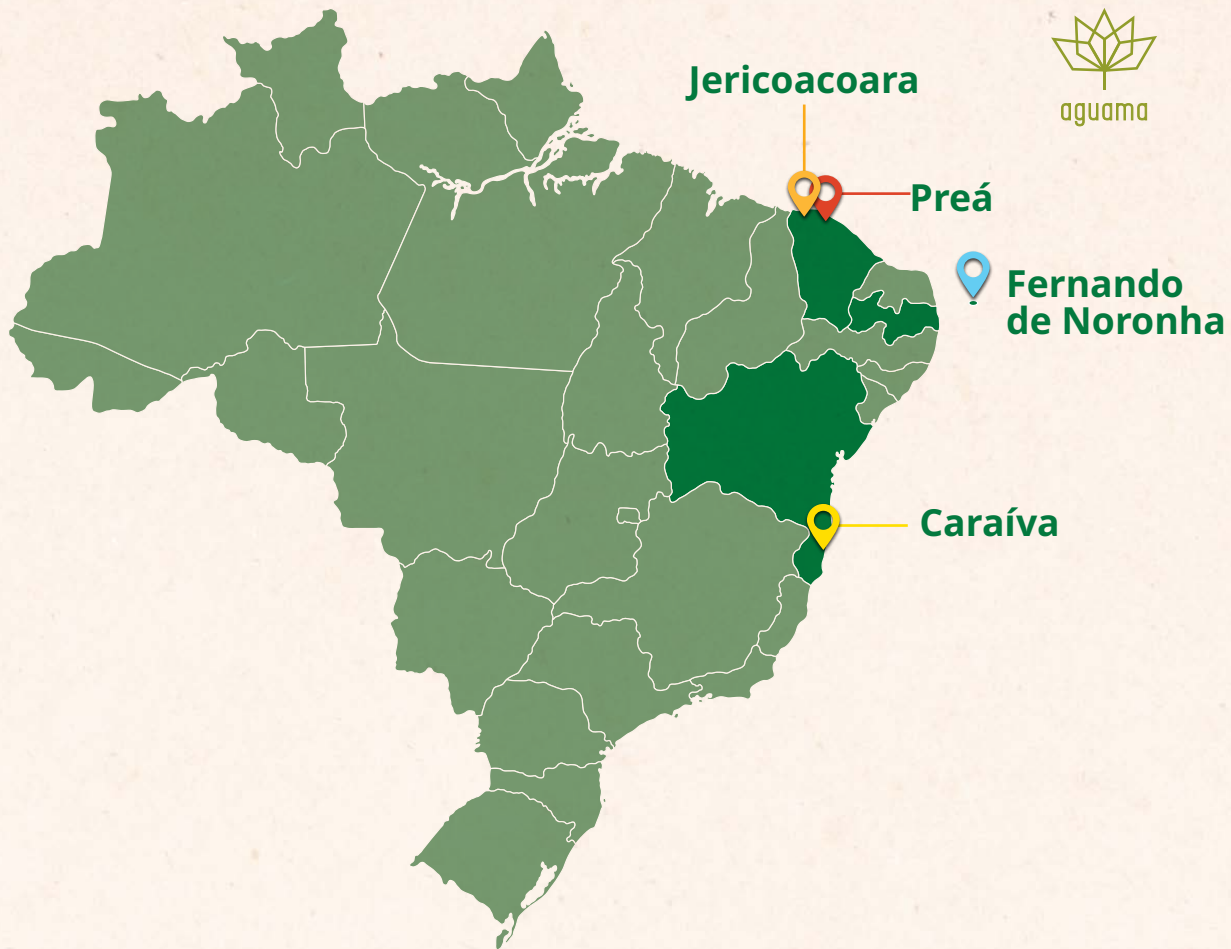 Jericoacoara
aguama
Preá
Fernando
de Noronha
Caraíva